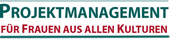 PROJEKTMANAGEMENT
FÜR FRAUEN AUS ALLEN KULTUREN